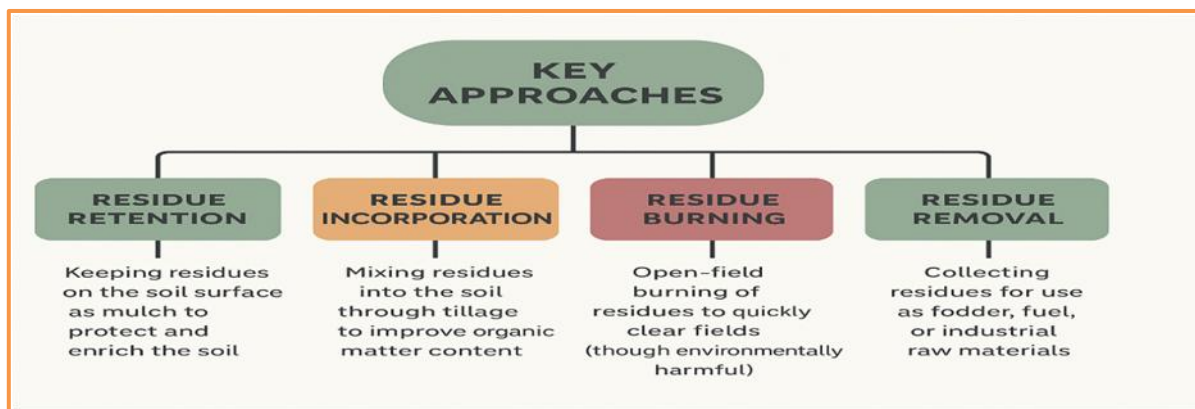 KEY
APPROACHES
RESIDUE
RETENTION
Keeping residues
on the soil surface
as mulch to
protect and
enrich the soil
RESIDUE
INCORPORATION
Mixing residues
into the soil
through tillage
to improve organic
matter content
RESIDUE
BURNING
Open-field
burning of
residues to quickly
clear fields
(though environmentally
harmful)
RESIDUE
REMOVAL
Collecting
residues for use
as fodder, fuel,
or industrial
raw materials